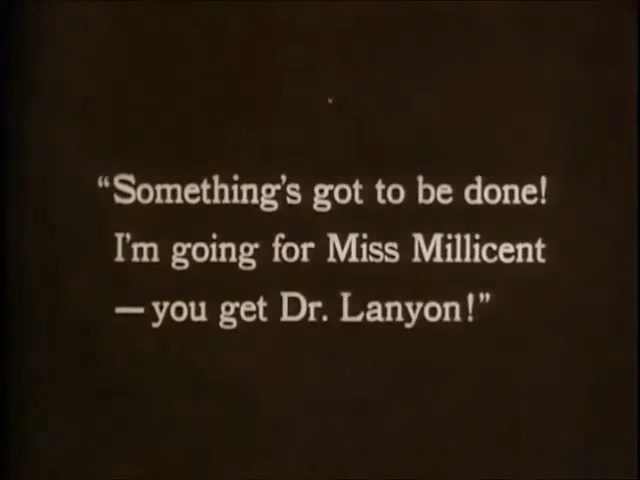 “Something's got to be done!
I'm going for Miss Millicent
—you get Dr. Lanyon!”